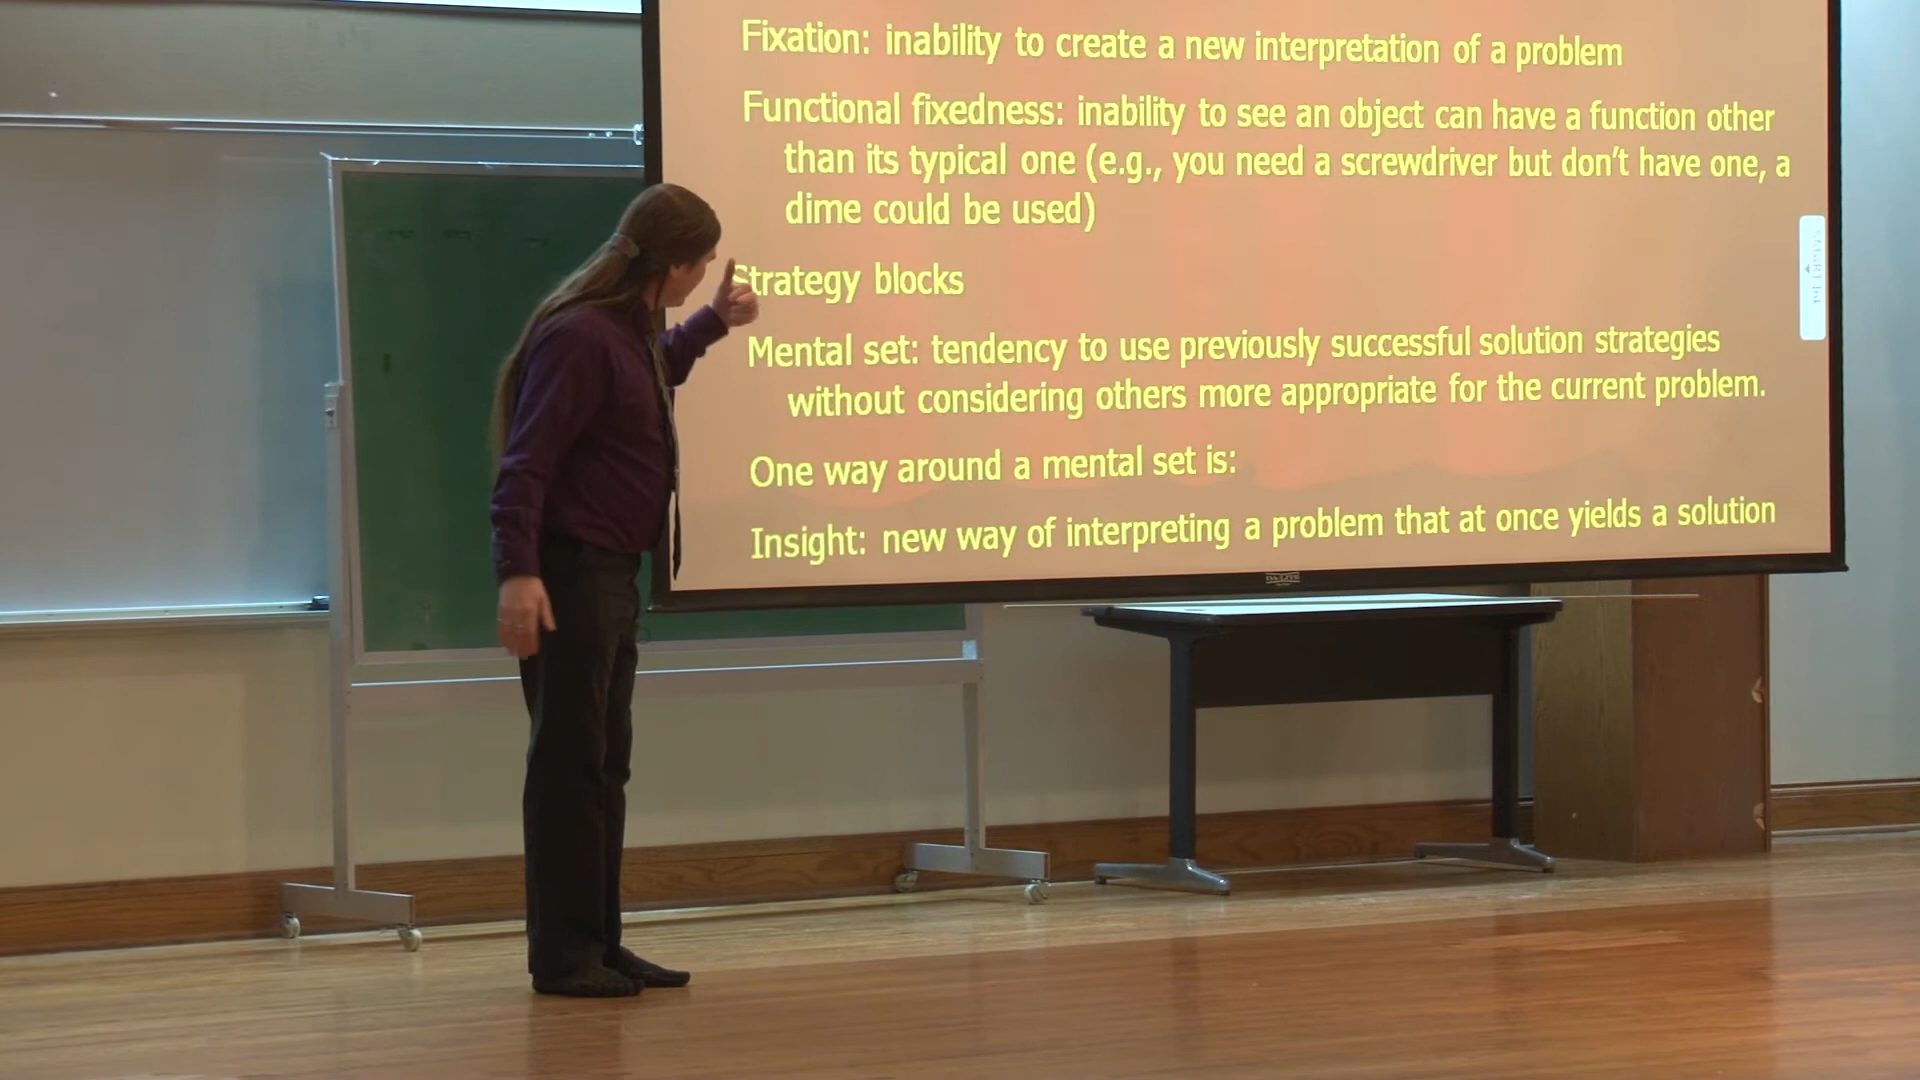 Fixation: inability to create a new interpretation of a problem
Functional fixedness: inability to see an object can have a function other
than its typical one (e.g., you need a screwdriver but don't have one, a
dime could be used)
Strategy blocks
Mental set: tendency to use previously successful solution strategies
without considering others more appropriate for the current problem.
One way around a mental set is:
Insight: new way of interpreting a problem that at once yields a solution
DA-LITE